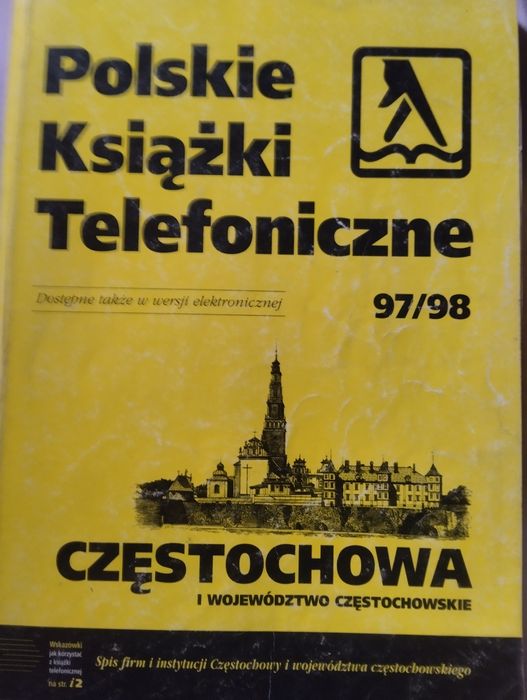 Polskie
Książki
Telefoniczne
Dostępne także w wersji elektronicznej
97/98
CZĘSTOCHOWA
I WOJEWÓDZTWO CZĘSTOCHOWSKIE
Wskazówki
jak korzystać
z książki
telefonicznej
na str. i2
Spis firm i instytucji Częstochowy i województwa częstochowskiego